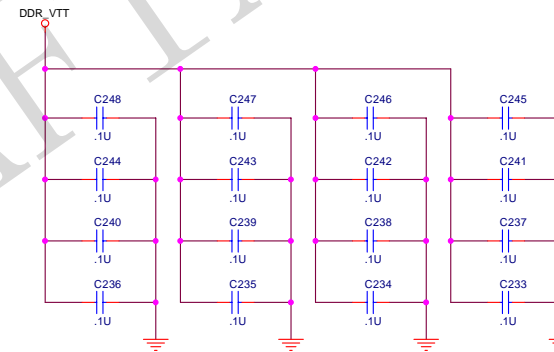 DDR_VTT
C248 C247 C246 C245
.1U .1U .1U .1U
C244 C243 C242 C241
.1U .1U .1U .1U
C240 C239 C238 C237
.1U .1U .1U .1U
C236 C235 C234 C233
.1U .1U .1U .1U